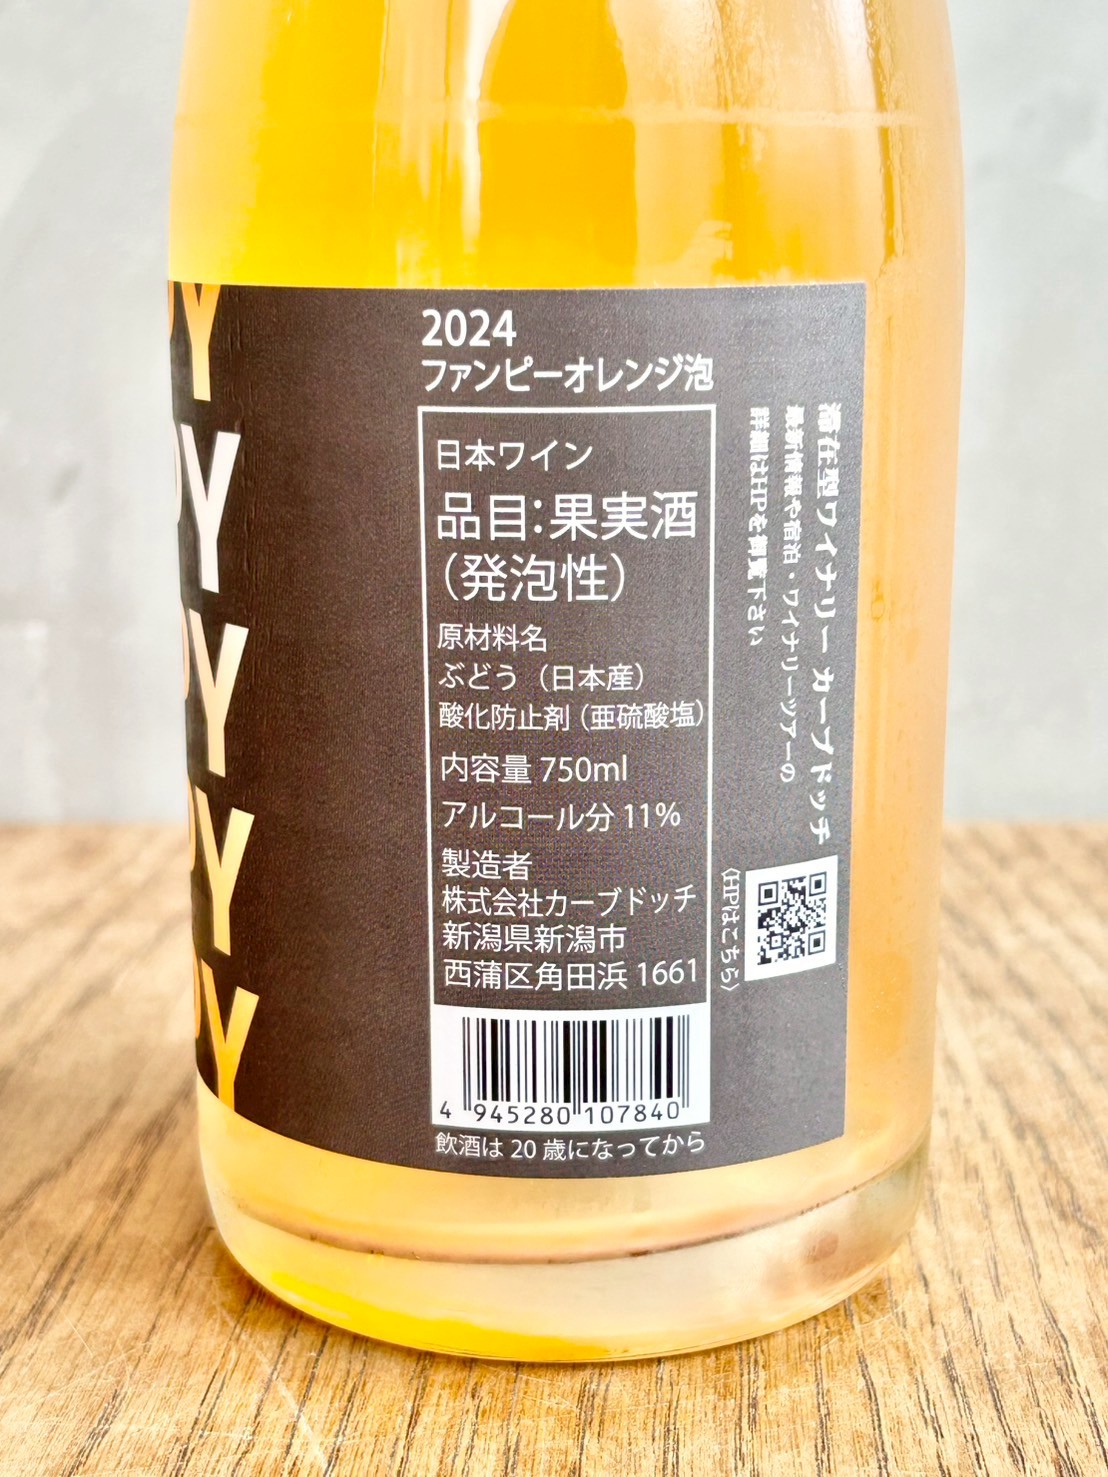 2024
ファンピーオレンジ泡
日本ワイン
品目：果実酒
（発泡性）
原材料名
ぶどう（日本産）
酸化防止剤（亜硫酸塩）
内容量 750ml
アルコール分 11%
製造者
株式会社カーブドッチ
新潟県新潟市
西蒲区角田浜 1661
4 945280 107840
飲酒は 20 歳になってから
滞在型ワイナリー カーブドッチ
最新情報や宿泊・ワイナリーツアーの
詳細はHPを御覧下さい
（HPはこちら）